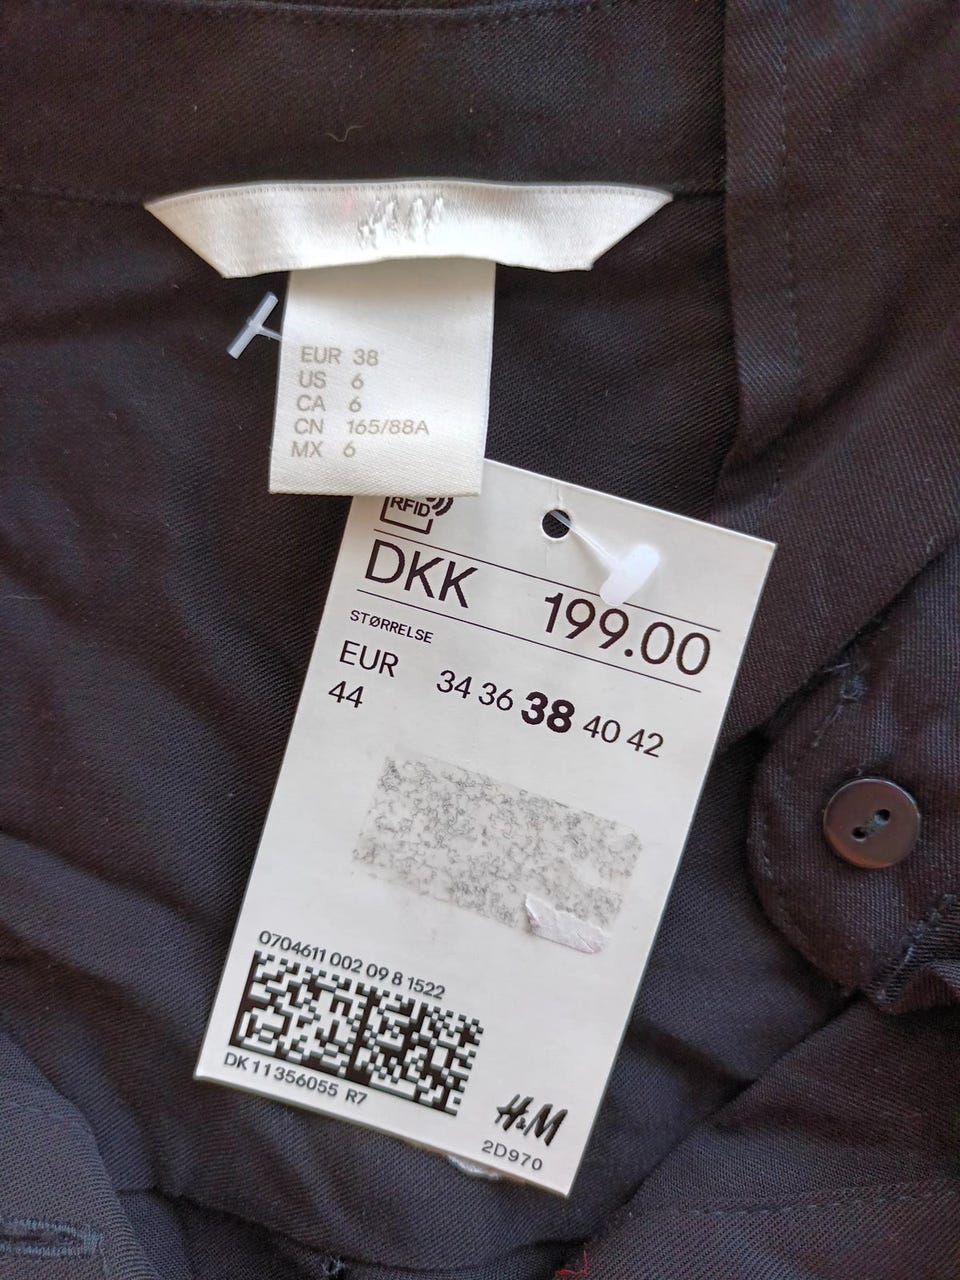 H&M
EUR 38
US 6
CA 6
CN 165/88A
MX 6
RFID
DKK 199.00
STØRRELSE
EUR 34 36 38 40 42
44
0704611 002 09 8 1522
DK 11356055 R7
H&M
2D970